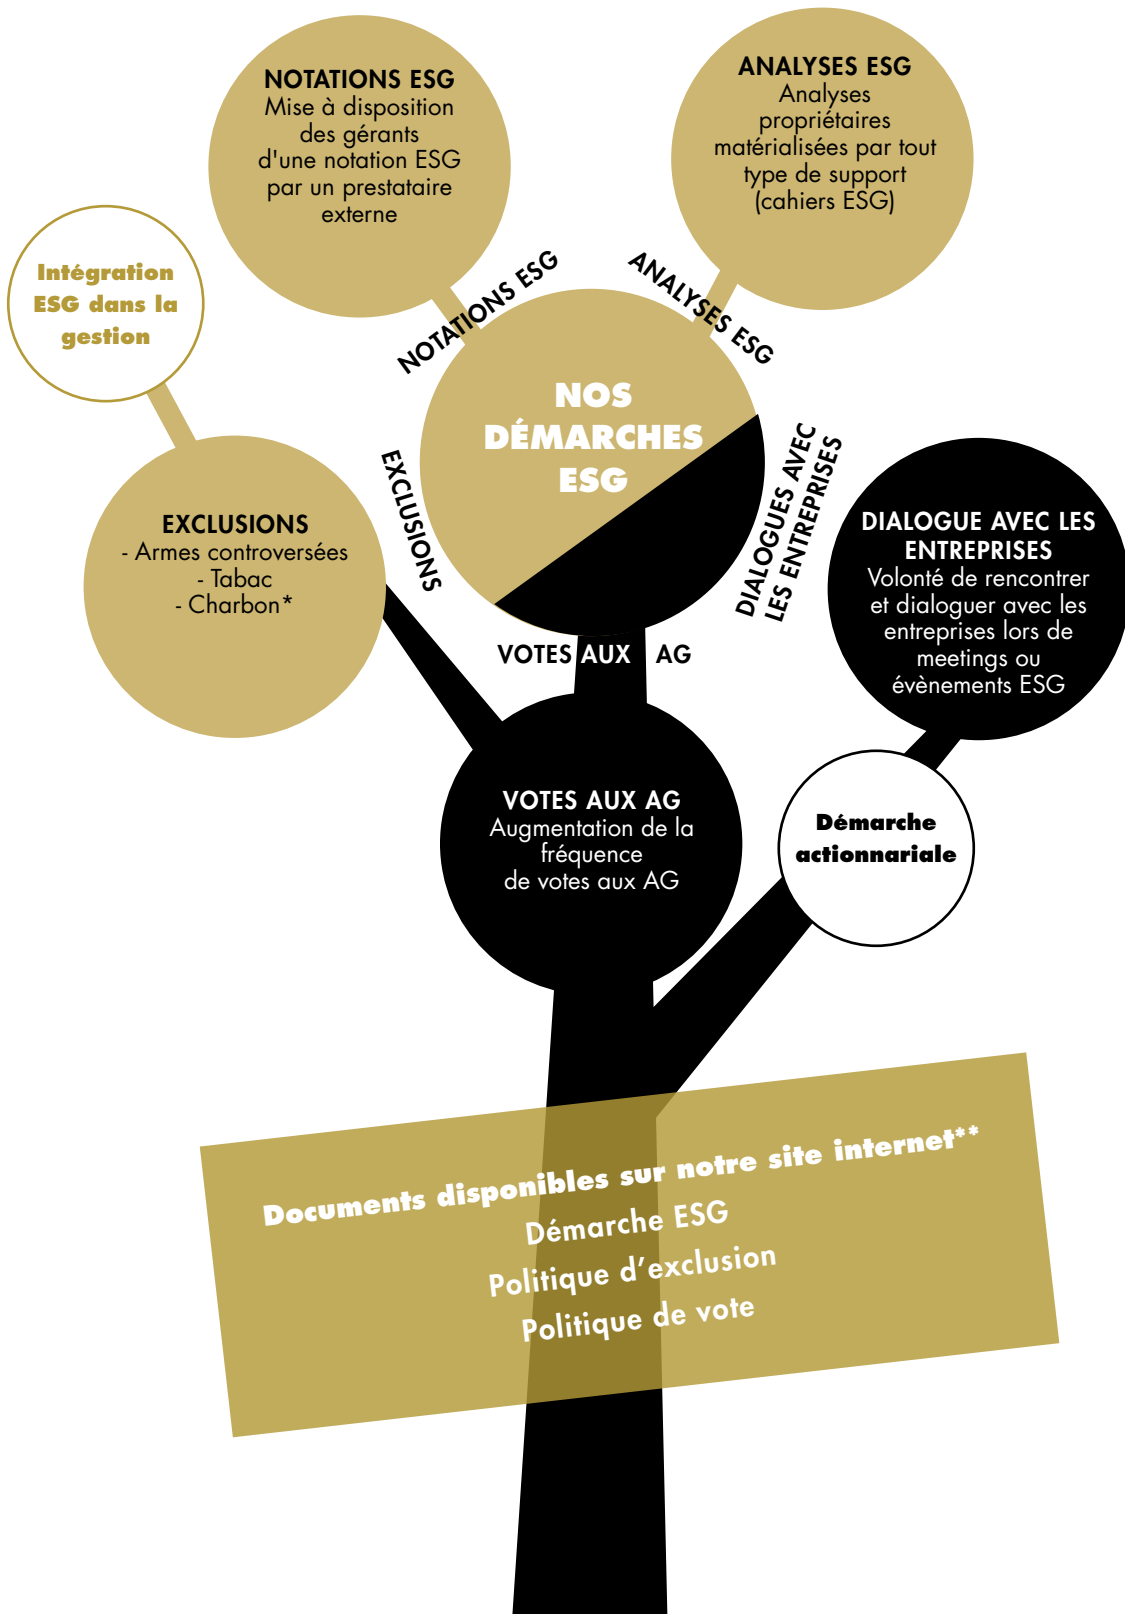 NOTATIONS ESG
Mise à disposition
des gérants
d'une notation ESG
par un prestataire
externe
ANALYSES ESG
Analyses
propriétaires
matérialisées par tout
type de support
(cahiers ESG)
Intégration
ESG dans la
gestion
NOTATIONS ESG
ANALYSES ESG
NOS
DÉMARCHES
ESG
EXCLUSIONS
DIALOGUES AVEC
LES ENTREPRISES
VOTES AUX AG
EXCLUSIONS
- Armes controversées
- Tabac
- Charbon*
DIALOGUE AVEC LES
ENTREPRISES
Volonté de rencontrer
et dialoguer avec les
entreprises lors de
meetings ou
évènements ESG
VOTES AUX AG
Augmentation de la
fréquence
de votes aux AG
Démarche
actionnariale
Documents disponibles sur notre site internet**
Démarche ESG
Politique d’exclusion
Politique de vote